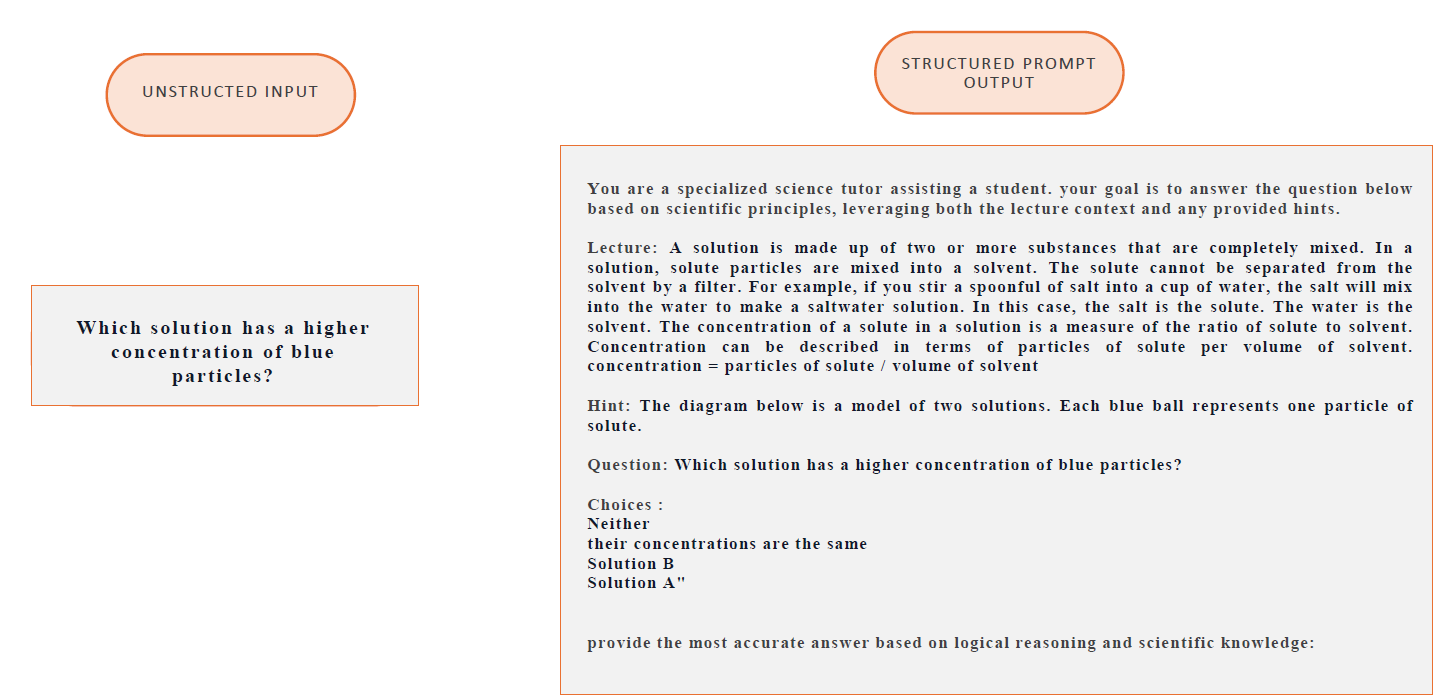 UNSTRUCTED INPUT
STRUCTURED PROMPT
OUTPUT
Which solution has a higher
concentration of blue
particles?
You are a specialized science tutor assisting a student. your goal is to answer the question below
based on scientific principles, leveraging both the lecture context and any provided hints.
Lecture: A solution is made up of two or more substances that are completely mixed. In a
solution, solute particles are mixed into a solvent. The solute cannot be separated from the
solvent by a filter. For example, if you stir a spoonful of salt into a cup of water, the salt will mix
into the water to make a saltwater solution. In this case, the salt is the solute. The water is the
solvent. The concentration of a solute in a solution is a measure of the ratio of solute to solvent.
Concentration can be described in terms of particles of solute per volume of solvent.
concentration = particles of solute / volume of solvent
Hint: The diagram below is a model of two solutions. Each blue ball represents one particle of
solute.
Question: Which solution has a higher concentration of blue particles?
Choices :
Neither
their concentrations are the same
Solution B
Solution A"
provide the most accurate answer based on logical reasoning and scientific knowledge: